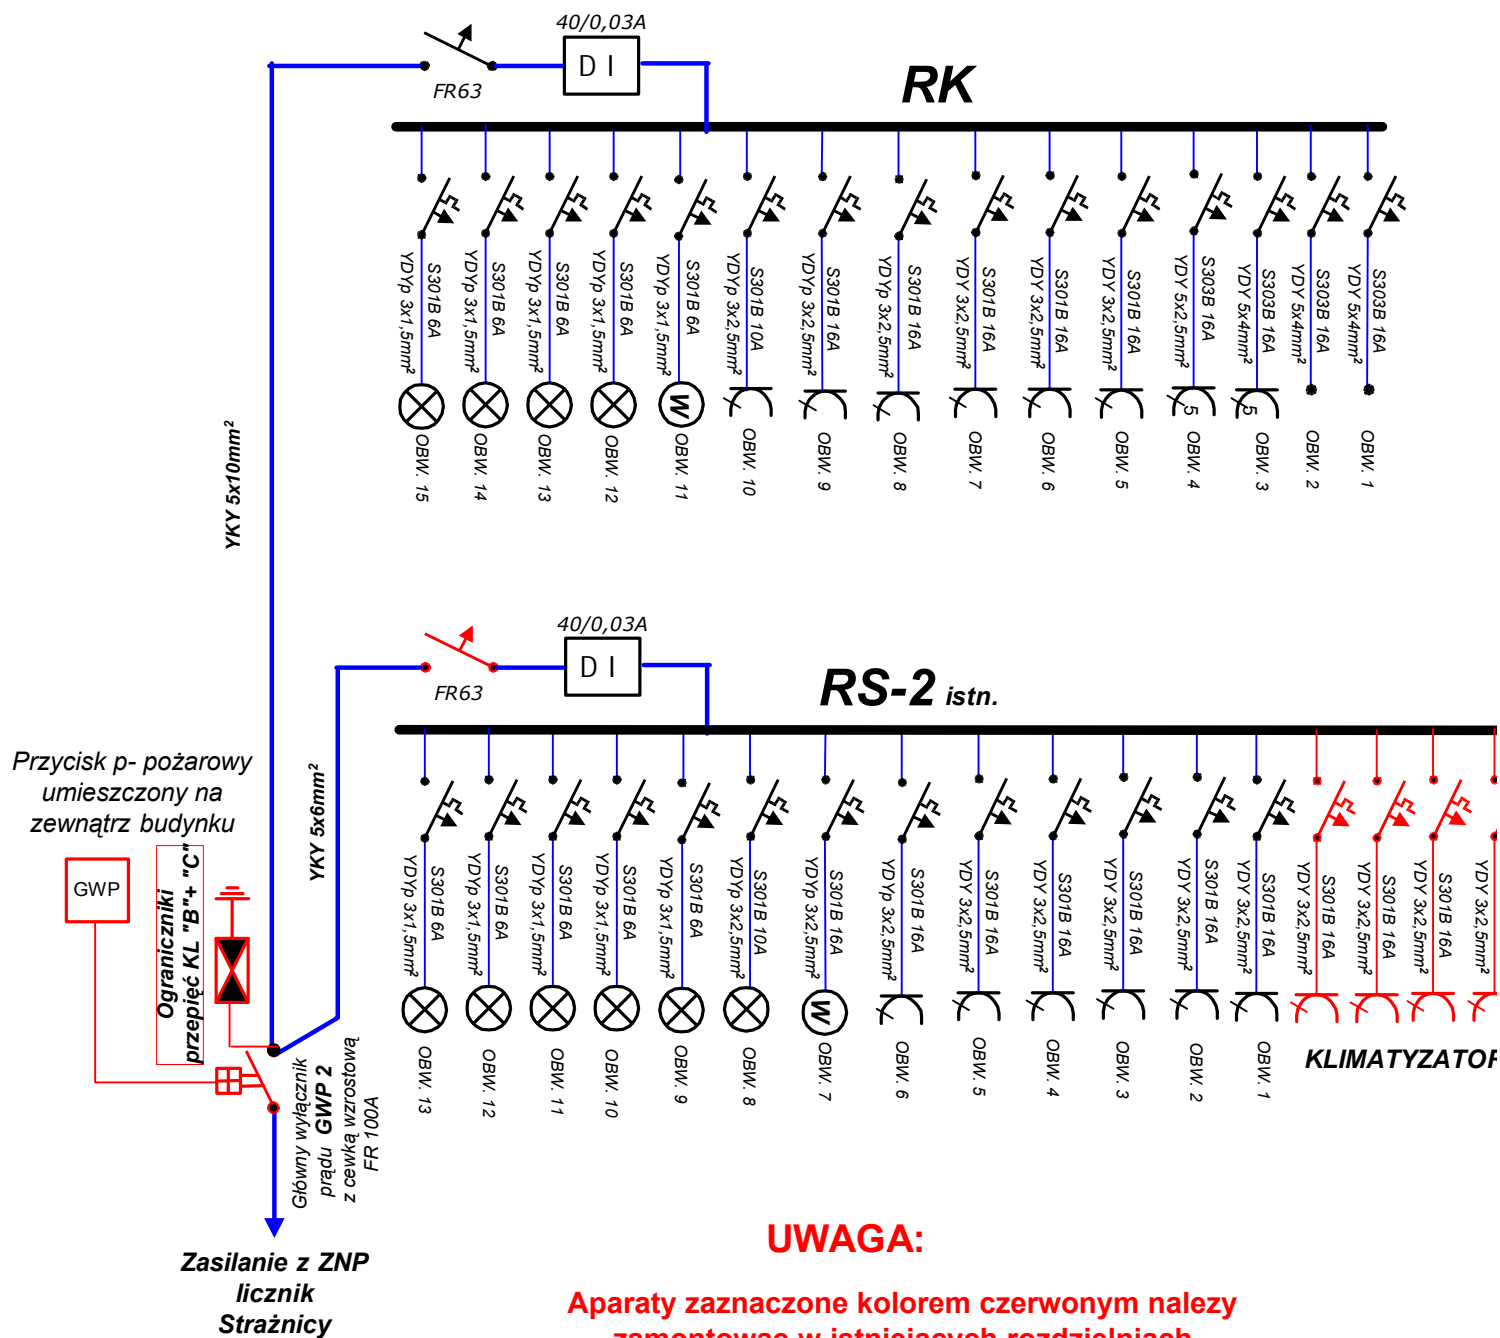 40/0,03A
FR63
D I
RK
S301B 6A
YDYp 3x1,5mm²
OBW. 15
S301B 6A
YDYp 3x1,5mm²
OBW. 14
S301B 6A
YDYp 3x1,5mm²
OBW. 13
S301B 6A
YDYp 3x1,5mm²
OBW. 12
S301B 6A
YDYp 3x1,5mm²
W
OBW. 11
S301B 10A
YDYp 3x2,5mm²
OBW. 10
S301B 16A
YDYp 3x2,5mm²
OBW. 9
S301B 16A
YDYp 3x2,5mm²
OBW. 8
S301B 16A
YDY 3x2,5mm²
OBW. 7
S301B 16A
YDY 3x2,5mm²
OBW. 6
S301B 16A
YDY 3x2,5mm²
OBW. 5
S303B 16A
YDY 5x2,5mm²
5
OBW. 4
S303B 16A
YDY 5x4mm²
5
OBW. 3
S303B 16A
YDY 5x4mm²
OBW. 2
S303B 16A
YDY 5x4mm²
OBW. 1
YKY 5x10mm²
40/0,03A
FR63
D I
RS-2 istn.
YKY 5x6mm²
S301B 6A
YDYp 3x1,5mm²
OBW. 13
S301B 6A
YDYp 3x1,5mm²
OBW. 12
S301B 6A
YDYp 3x1,5mm²
OBW. 11
S301B 6A
YDYp 3x1,5mm²
OBW. 10
S301B 6A
YDYp 3x1,5mm²
OBW. 9
S301B 10A
YDYp 3x2,5mm²
OBW. 8
S301B 16A
YDYp 3x2,5mm²
W
OBW. 7
S301B 16A
YDYp 3x2,5mm²
OBW. 6
S301B 16A
YDY 3x2,5mm²
OBW. 5
S301B 16A
YDY 3x2,5mm²
OBW. 4
S301B 16A
YDY 3x2,5mm²
OBW. 3
S301B 16A
YDY 3x2,5mm²
OBW. 2
S301B 16A
YDY 3x2,5mm²
OBW. 1
S301B 16A
YDY 3x2,5mm²
S301B 16A
YDY 3x2,5mm²
S301B 16A
YDY 3x2,5mm²
YDY 3x2,5mm²
KLIMATYZATOR
Przycisk p- pożarowy
umieszczony na
zewnątrz budynku
GWP
Ograniczniki
przepięć KL "B"+ "C"
Główny wyłącznik
prądu GWP 2
z cewką wzrostową
FR 100A
Zasilanie z ZNP
licznik
Strażnicy
UWAGA:
Aparaty zaznaczone kolorem czerwonym nalezy
zamontowac w istniejacych rozdzielniach